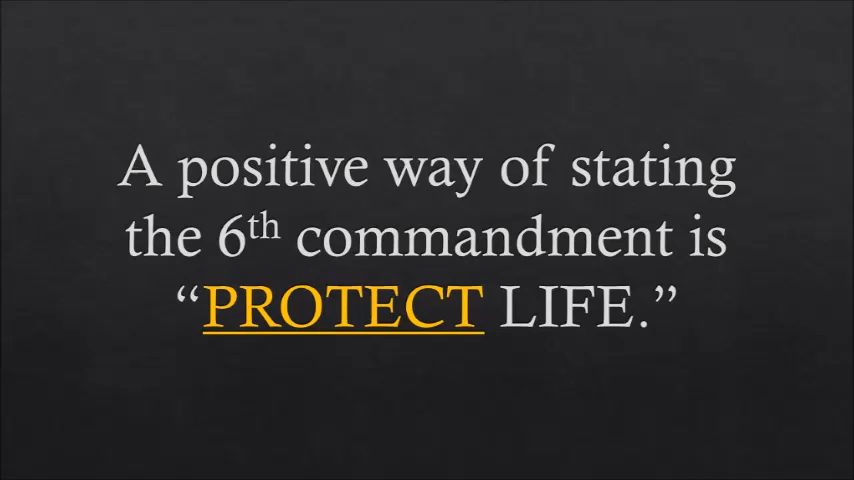 A positive way of stating
the 6th commandment is
“PROTECT LIFE.”